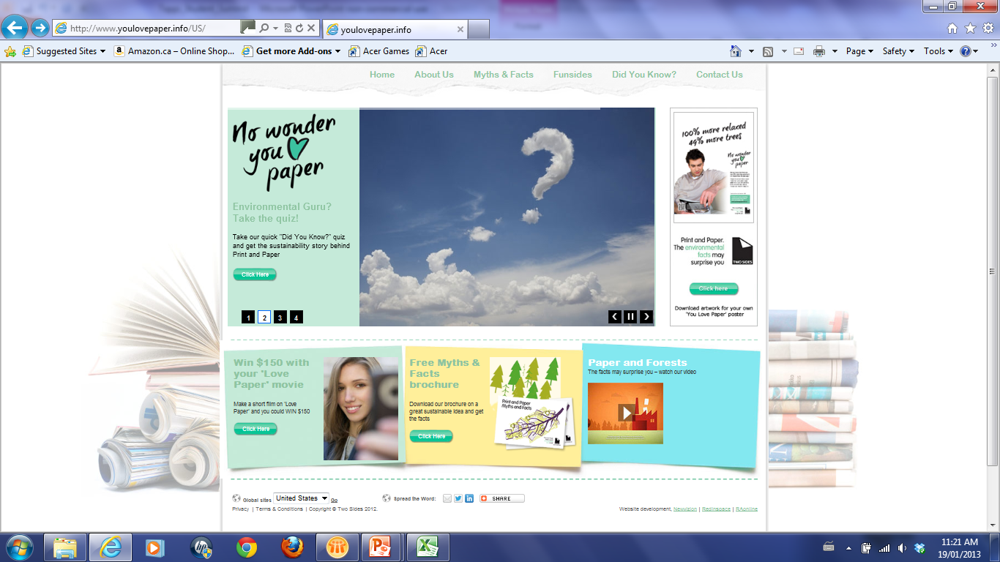 http://www.youlovepaper.info/US/
youlovepaper.info
Suggested Sites
Amazon.ca – Online Shop...
Get more Add-ons
Acer Games
Acer
Page
Safety
Tools
Home
About Us
Myths & Facts
Funsides
Did You Know?
Contact Us
No wonder
you
paper
Environmental Guru?
Take the quiz!
Take our quick "Did You Know?" quiz
and get the sustainability story behind
Print and Paper
Click Here
1 2 3 4
100% more relaxed
49% more trees
No wonder
you
paper
Print and Paper.
The environmental
facts may
surprise you
TWO SIDES
Click here
Download artwork for your own
'You Love Paper' poster
Win $150 with
your 'Love
Paper' movie
Make a short film on 'Love
Paper' and you could WIN $150
Click Here
Free Myths &
Facts
brochure
Download our brochure on a
great sustainable idea and get
the facts
Click Here
Print and Paper
Myths and Facts
Paper and Forests
The facts may surprise you – watch our video
Global sites
United States
Go
Spread the Word:
SHARE
Privacy | Terms & Conditions | Copyright © Two Sides 2012.
Website development, Newvizion | Redinspace | RAonline
11:21 AM
19/01/2013